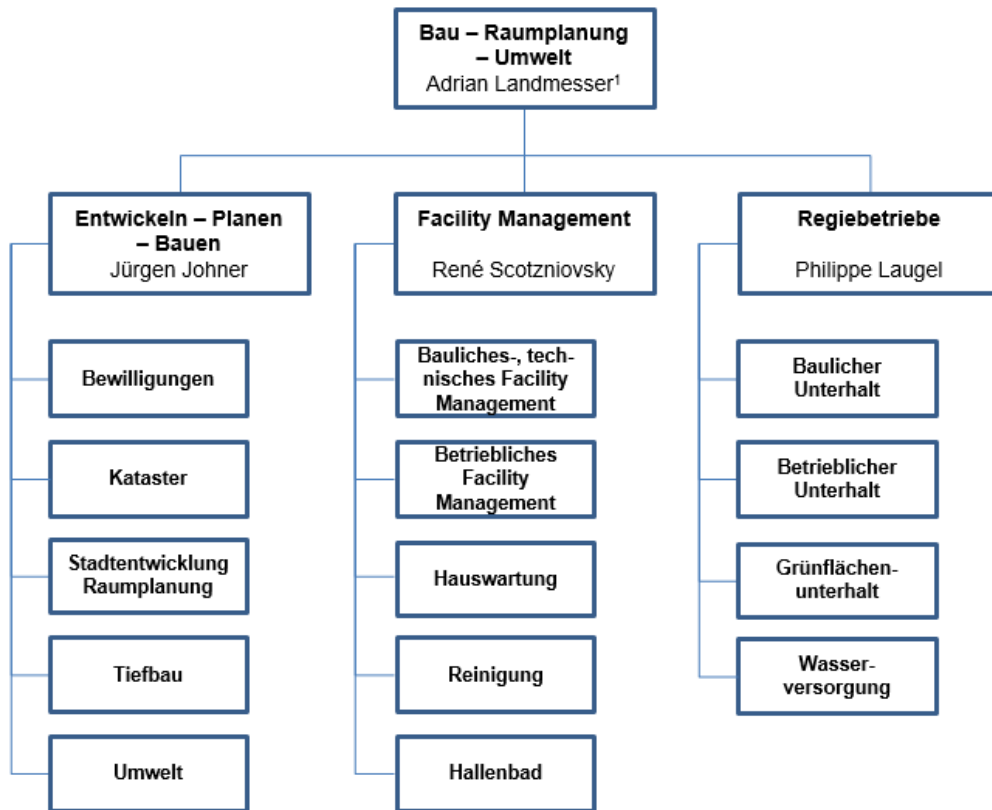 Bau – Raumplanung
– Umwelt
Adrian Landmesser¹
Entwickeln – Planen
– Bauen
Jürgen Johner
Bewilligungen
Kataster
Stadtentwicklung
Raumplanung
Tiefbau
Umwelt
Facility Management
René Scotzniovsky
Bauliches-, tech-
nisches Facility
Management
Betriebliches
Facility
Management
Hauswartung
Reinigung
Hallenbad
Regiebetriebe
Philippe Laugel
Baulicher
Unterhalt
Betrieblicher
Unterhalt
Grünflächen-
unterhalt
Wasser-
versorgung